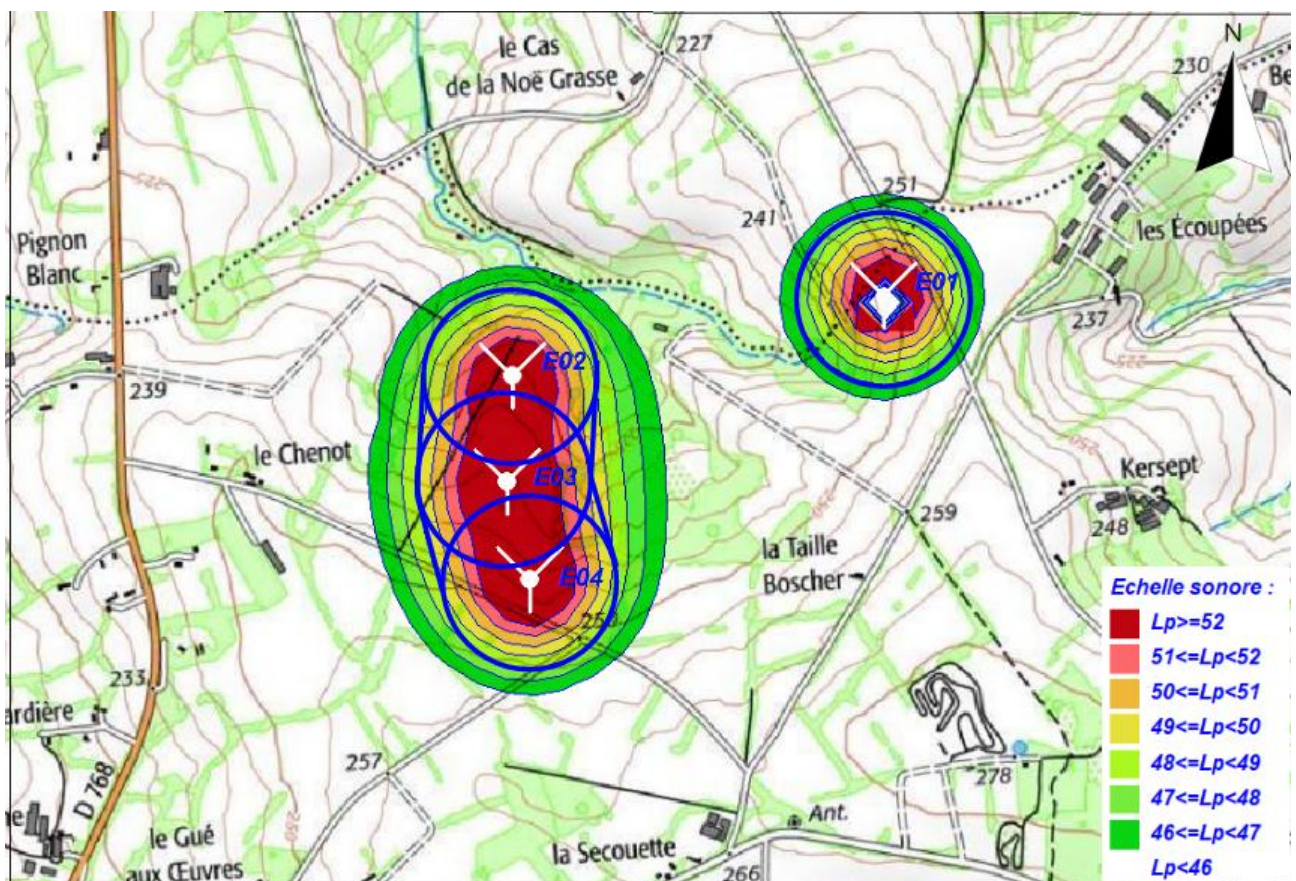 le Cas
de la Noë Grasse
227
N
230
Be
251
241
les Écoupées
Pignon
Blanc
E01
237
225
E02
239
250
le Chenot
E03
Kersept
259
248
la Taille
Boscher
E04
Echelle sonore :
Lp>=52
51<=Lp<52
50<=Lp<51
49<=Lp<50
48<=Lp<49
47<=Lp<48
46<=Lp<47
Lp<46
233
ardière
257
278
D 768
Ant.
ne
le Gué
aux Œuvres
la Secouette
266